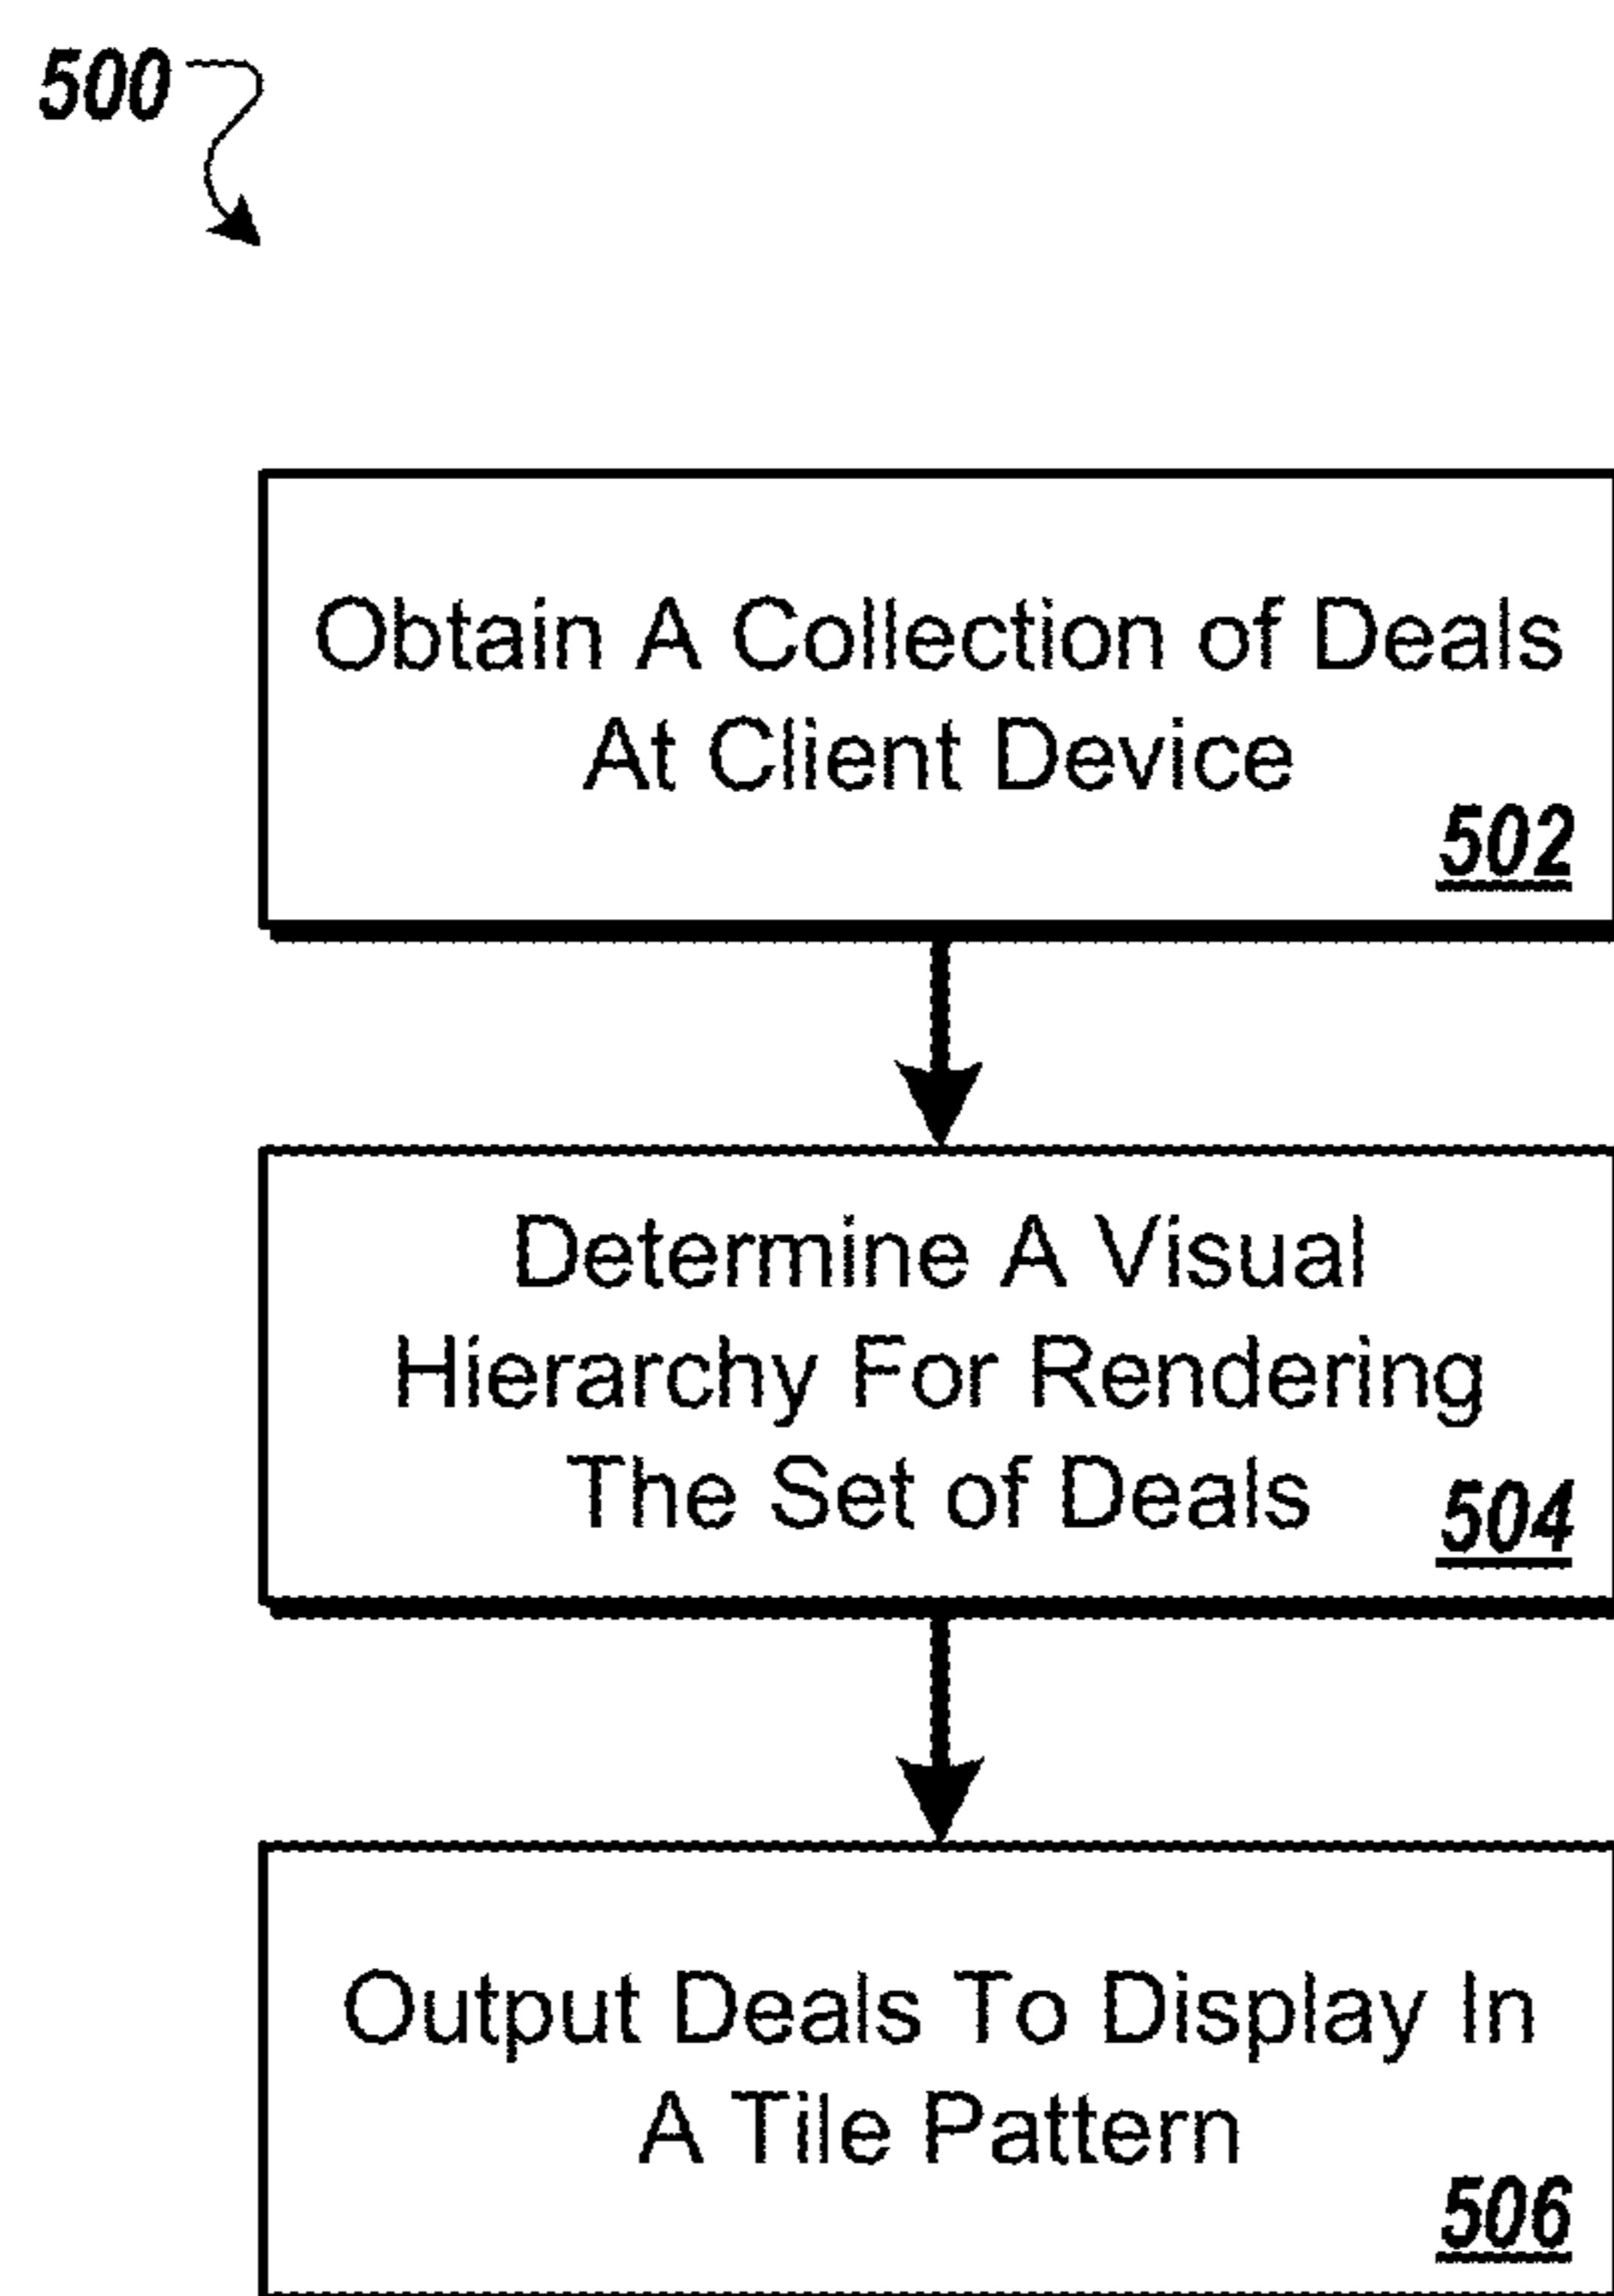 500
Obtain A Collection of Deals
At Client Device
502
Determine A Visual
Hierarchy For Rendering
The Set of Deals
504
Output Deals To Display In
A Tile Pattern
506